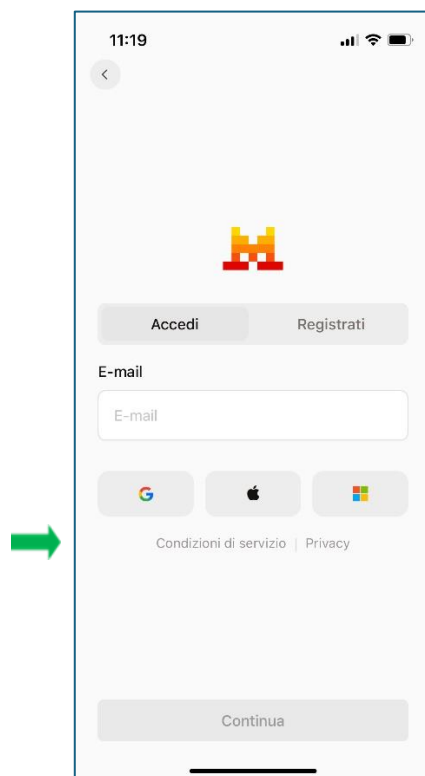 11:19
Accedi
Registrati
E-mail
E-mail
Condizioni di servizio | Privacy
Continua